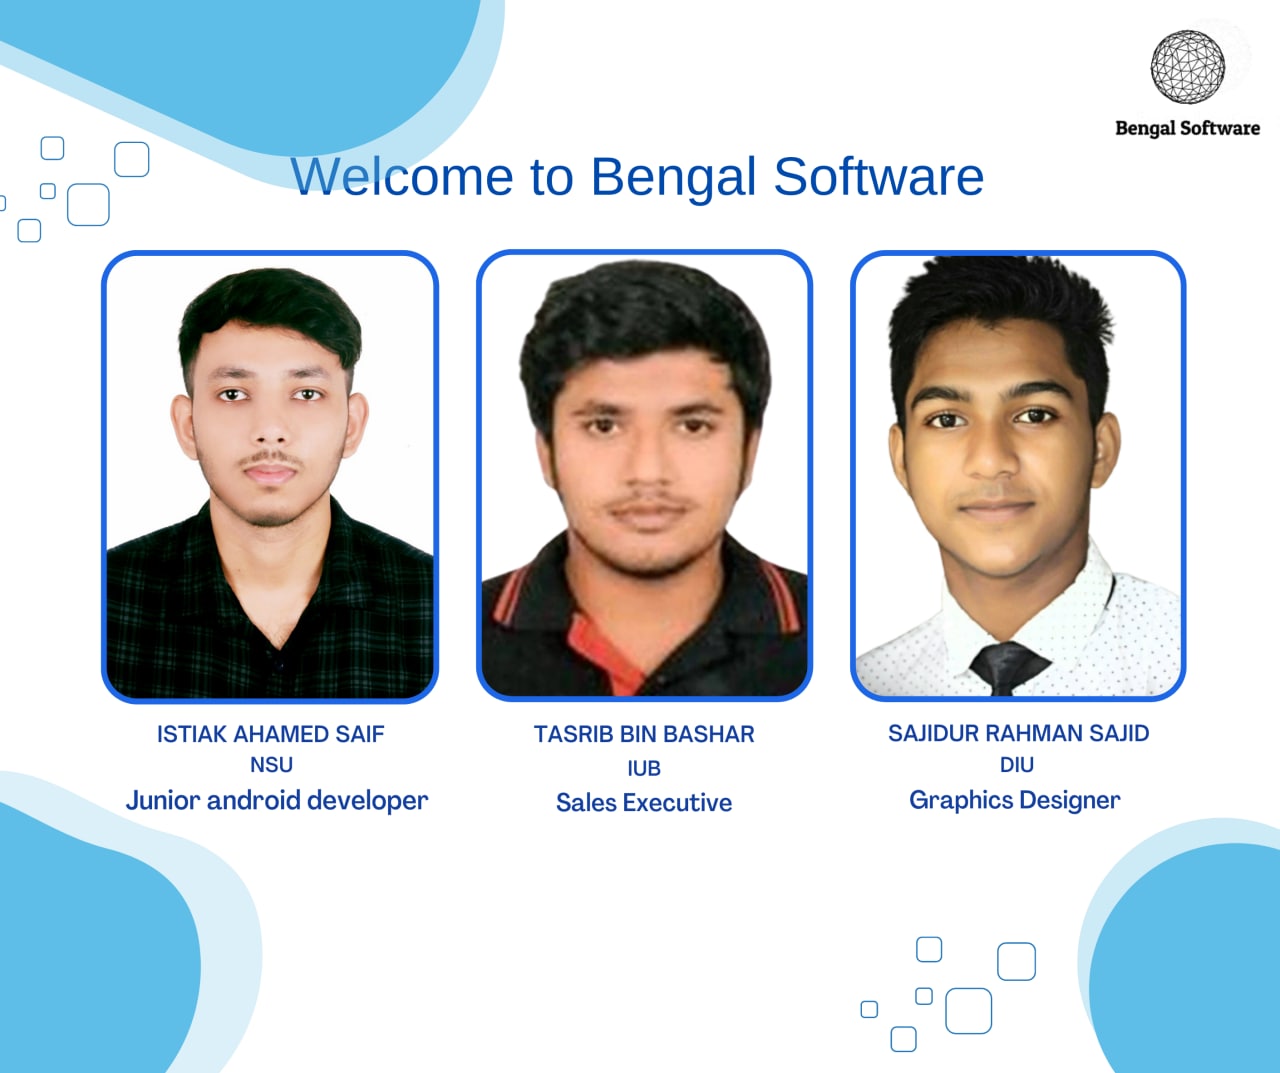 Bengal Software
Welcome to Bengal Software
ISTIAK AHAMED SAIF
NSU
Junior android developer
TASRIB BIN BASHAR
IUB
Sales Executive
SAJIDUR RAHMAN SAJID
DIU
Graphics Designer